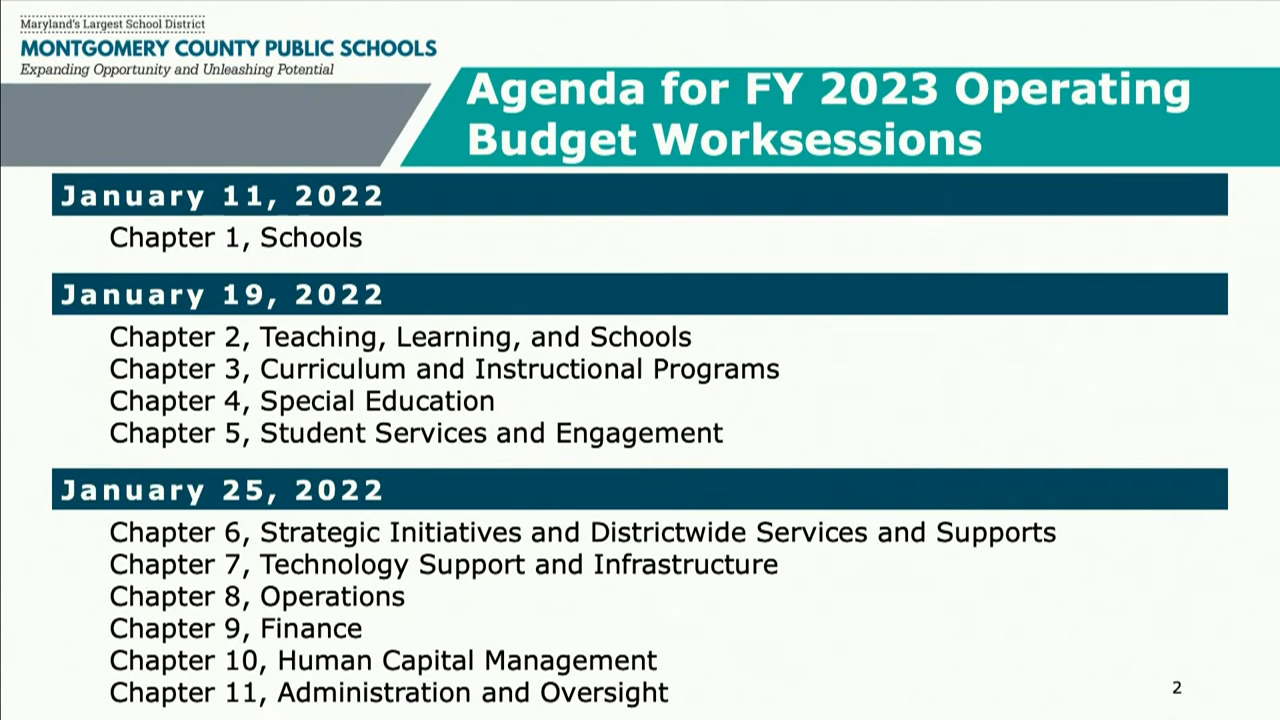 Maryland's Largest School District
MONTGOMERY COUNTY PUBLIC SCHOOLS
Expanding Opportunity and Unleashing Potential
Agenda for FY 2023 Operating
Budget Worksessions
January 11, 2022
Chapter 1, Schools
January 19, 2022
Chapter 2, Teaching, Learning, and Schools
Chapter 3, Curriculum and Instructional Programs
Chapter 4, Special Education
Chapter 5, Student Services and Engagement
January 25, 2022
Chapter 6, Strategic Initiatives and Districtwide Services and Supports
Chapter 7, Technology Support and Infrastructure
Chapter 8, Operations
Chapter 9, Finance
Chapter 10, Human Capital Management
Chapter 11, Administration and Oversight
2